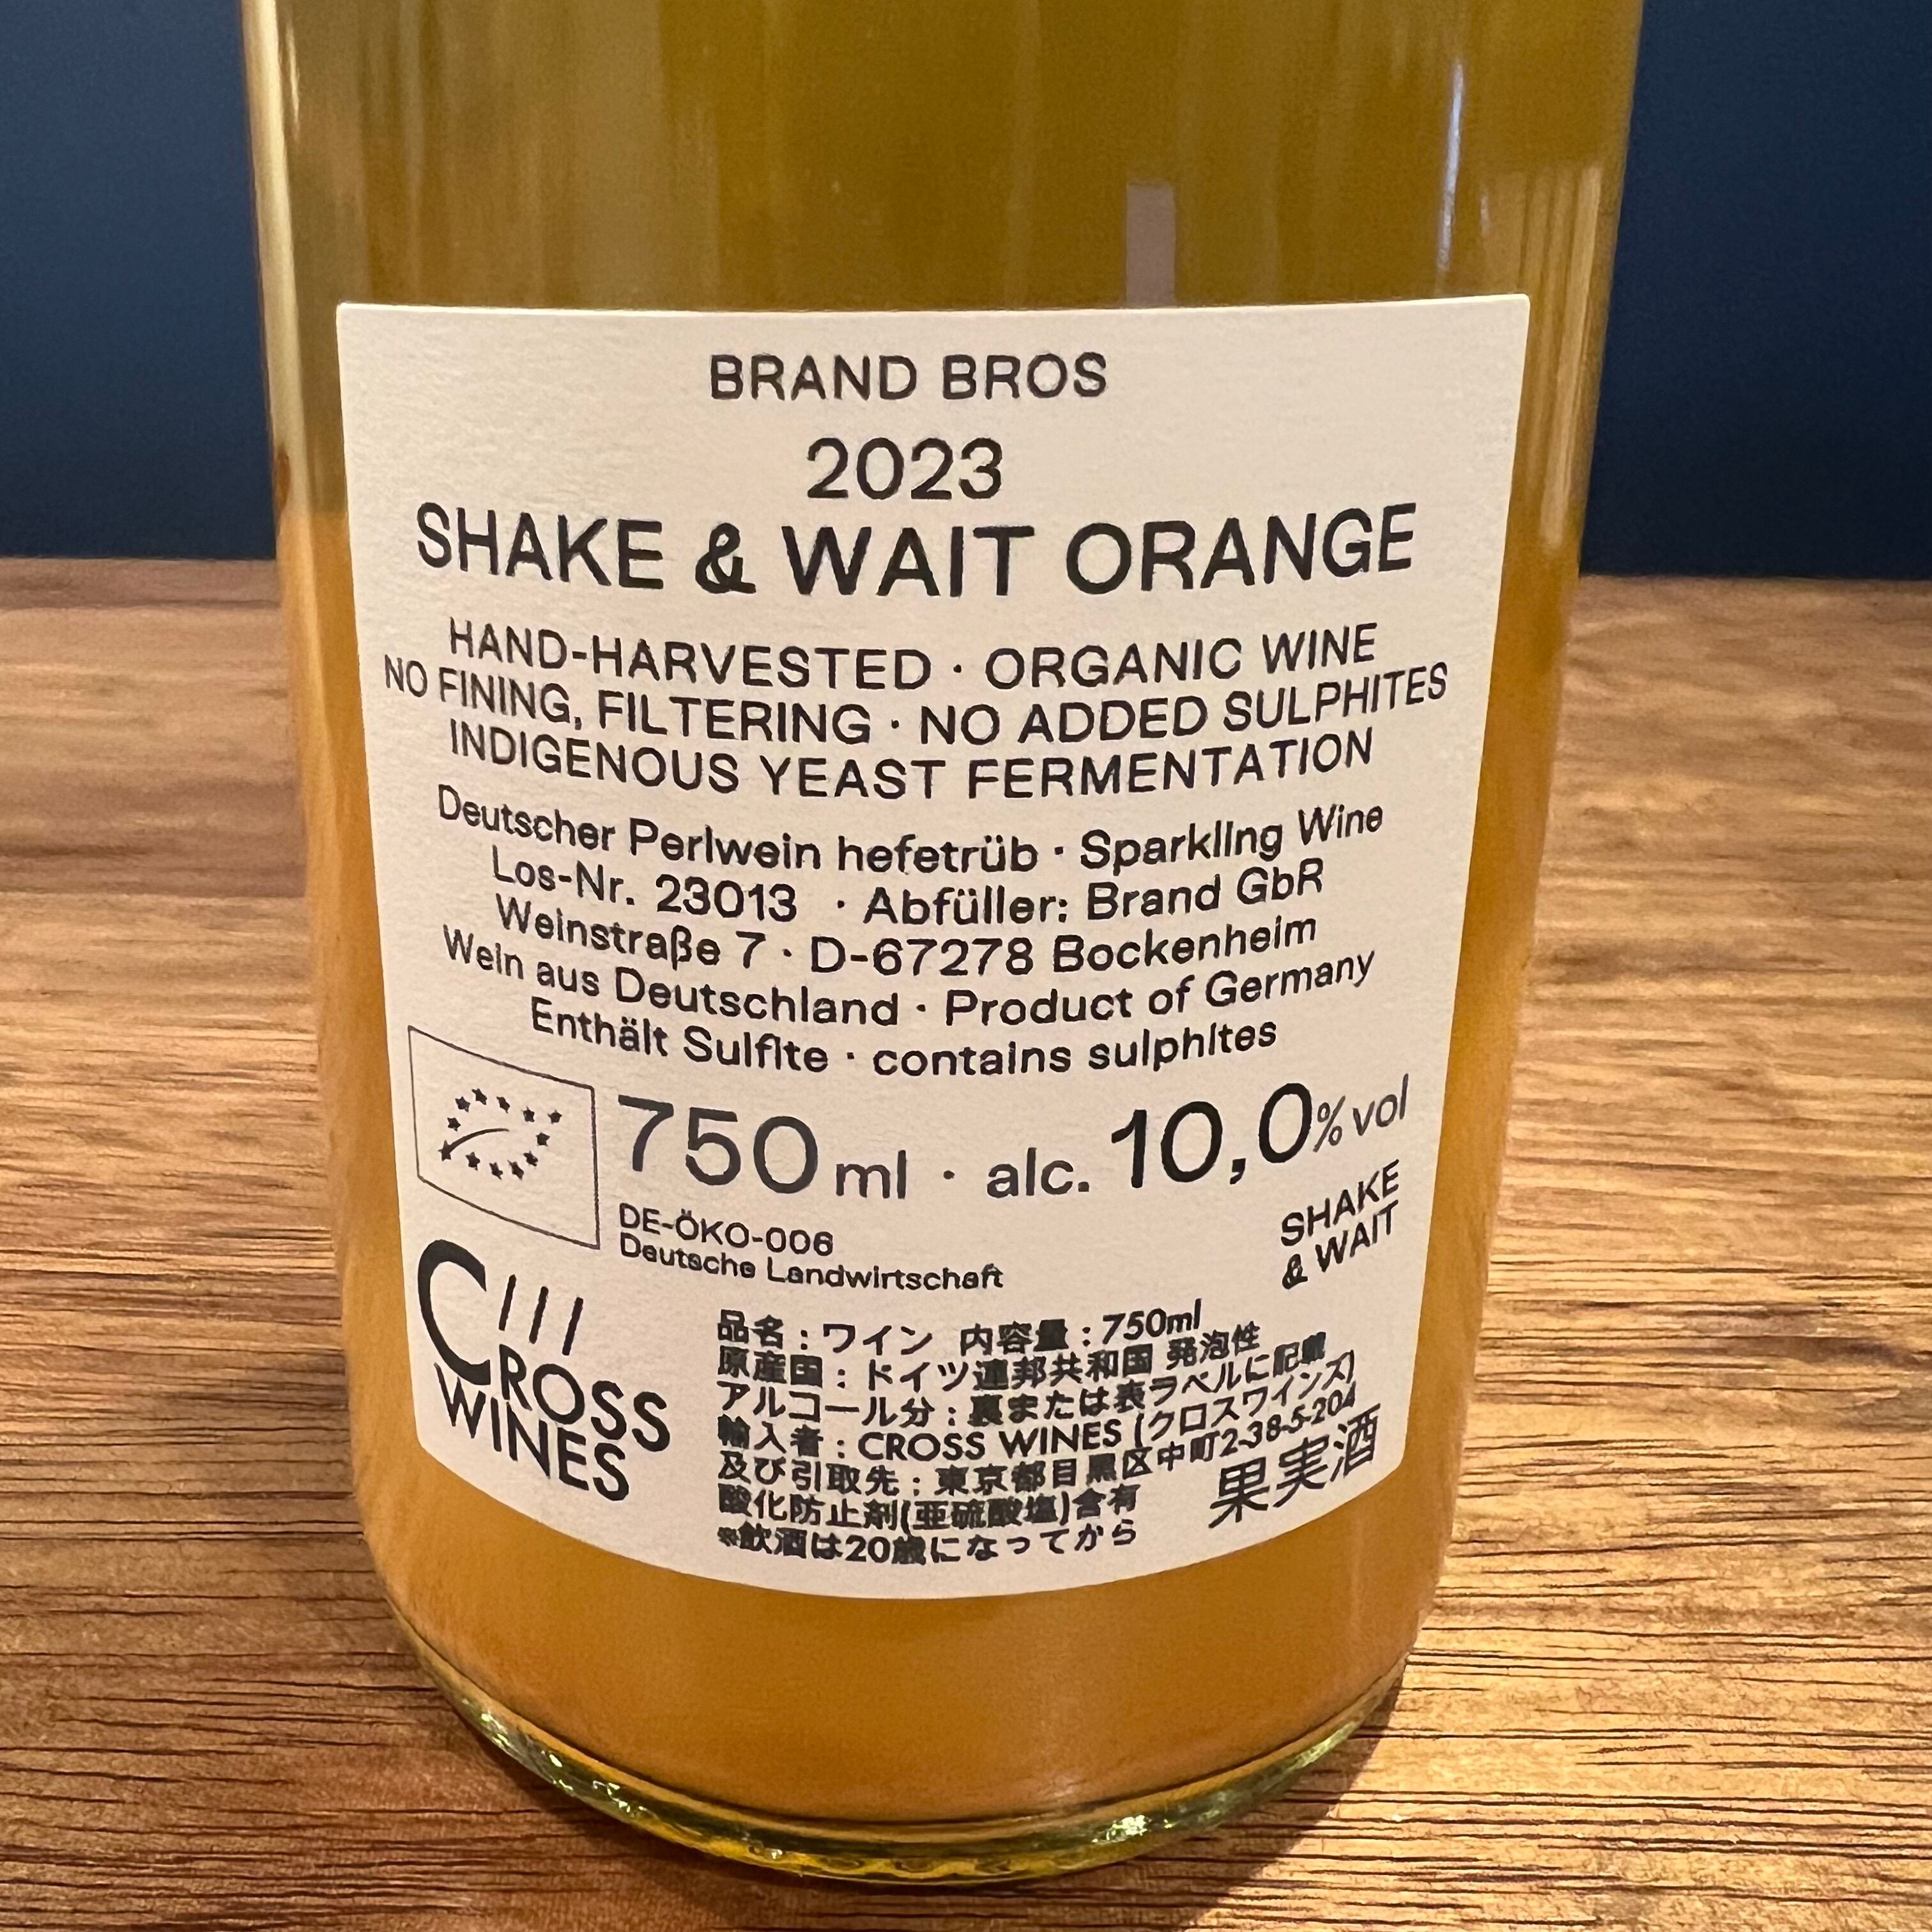 BRAND BROS
2023
SHAKE & WAIT ORANGE
HAND-HARVESTED · ORGANIC WINE
NO FINING, FILTERING · NO ADDED SULPHITES
INDIGENOUS YEAST FERMENTATION
Deutscher Perlwein hefetrüb · Sparkling Wine
Los-Nr. 23013 · Abfüller: Brand GbR
Weinstraße 7 · D-67278 Bockenheim
Wein aus Deutschland · Product of Germany
Enthält Sulfite · contains sulphites
750 ml · alc. 10,0 % vol
DE-ÖKO-006
Deutsche Landwirtschaft
SHAKE
& WAIT
CROSS
WINES
品名：ワイン 内容量：750ml
原産国：ドイツ連邦共和国 発泡性
アルコール分：裏または表ラベルに記載
輸入者：CROSS WINES (クロスワインズ)
及び引取先：東京都目黒区中町2-38-5-204
酸化防止剤(亜硫酸塩)含有
※飲酒は20歳になってから
果実酒